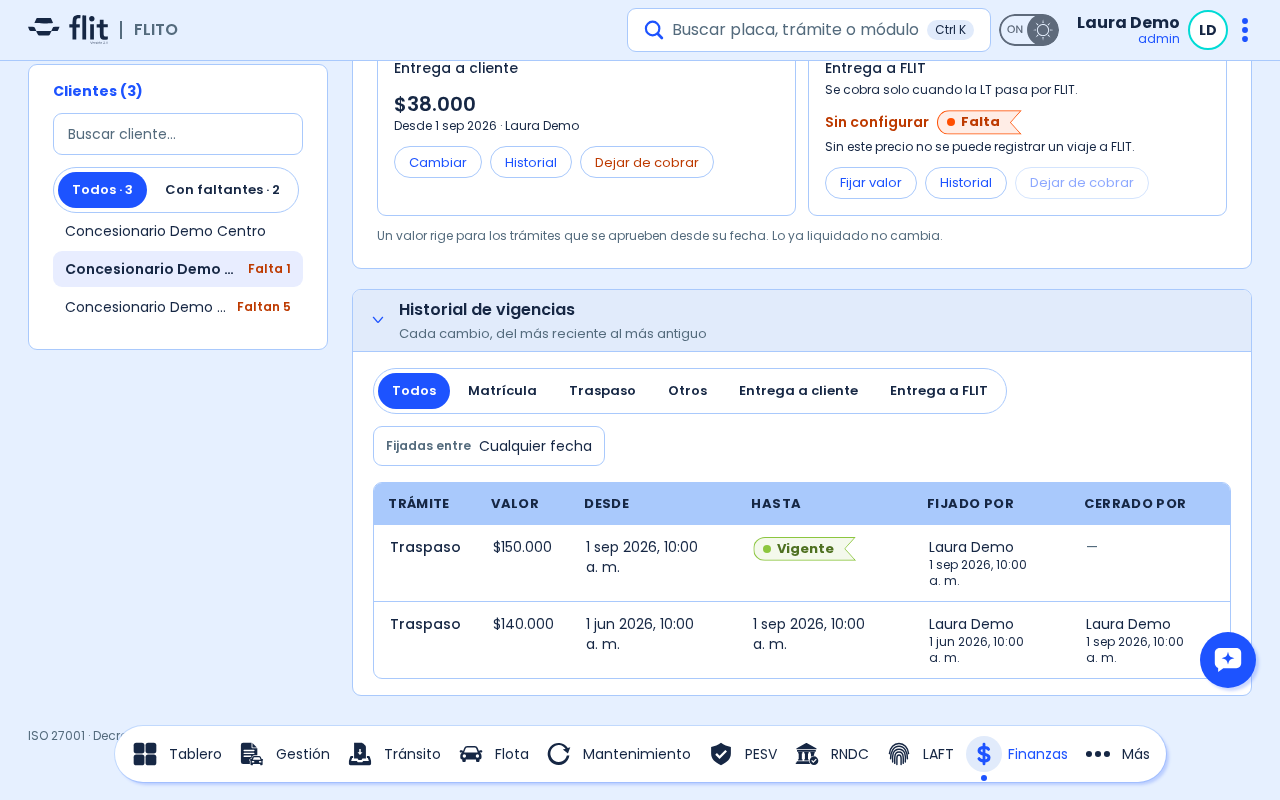 flit
FLITO
Buscar placa, trámite o módulo
Ctrl K
ON
Laura Demo
admin
LD
Clientes (3)
Buscar cliente...
Todos · 3
Con faltantes · 2
Concesionario Demo Centro
Concesionario Demo ...
Falta 1
Concesionario Demo ...
Faltan 5
Entrega a cliente
$38.000
Desde 1 sep 2026 · Laura Demo
Cambiar
Historial
Dejar de cobrar
Entrega a FLIT
Se cobra solo cuando la LT pasa por FLIT.
Sin configurar
Falta
Sin este precio no se puede registrar un viaje a FLIT.
Fijar valor
Historial
Dejar de cobrar
Un valor rige para los trámites que se aprueben desde su fecha. Lo ya liquidado no cambia.
Historial de vigencias
Cada cambio, del más reciente al más antiguo
Todos
Matrícula
Traspaso
Otros
Entrega a cliente
Entrega a FLIT
Fijadas entre
Cualquier fecha
TRÁMITE
VALOR
DESDE
HASTA
FIJADO POR
CERRADO POR
Traspaso
$150.000
1 sep 2026, 10:00
a. m.
Vigente
Laura Demo
1 sep 2026, 10:00
a. m.
—
Traspaso
$140.000
1 jun 2026, 10:00
a. m.
1 sep 2026, 10:00
a. m.
Laura Demo
1 jun 2026, 10:00
a. m.
Laura Demo
1 sep 2026, 10:00
a. m.
ISO 27001 ·
Tablero
Gestión
Tránsito
Flota
Mantenimiento
PESV
RNDC
LAFT
Finanzas
Más